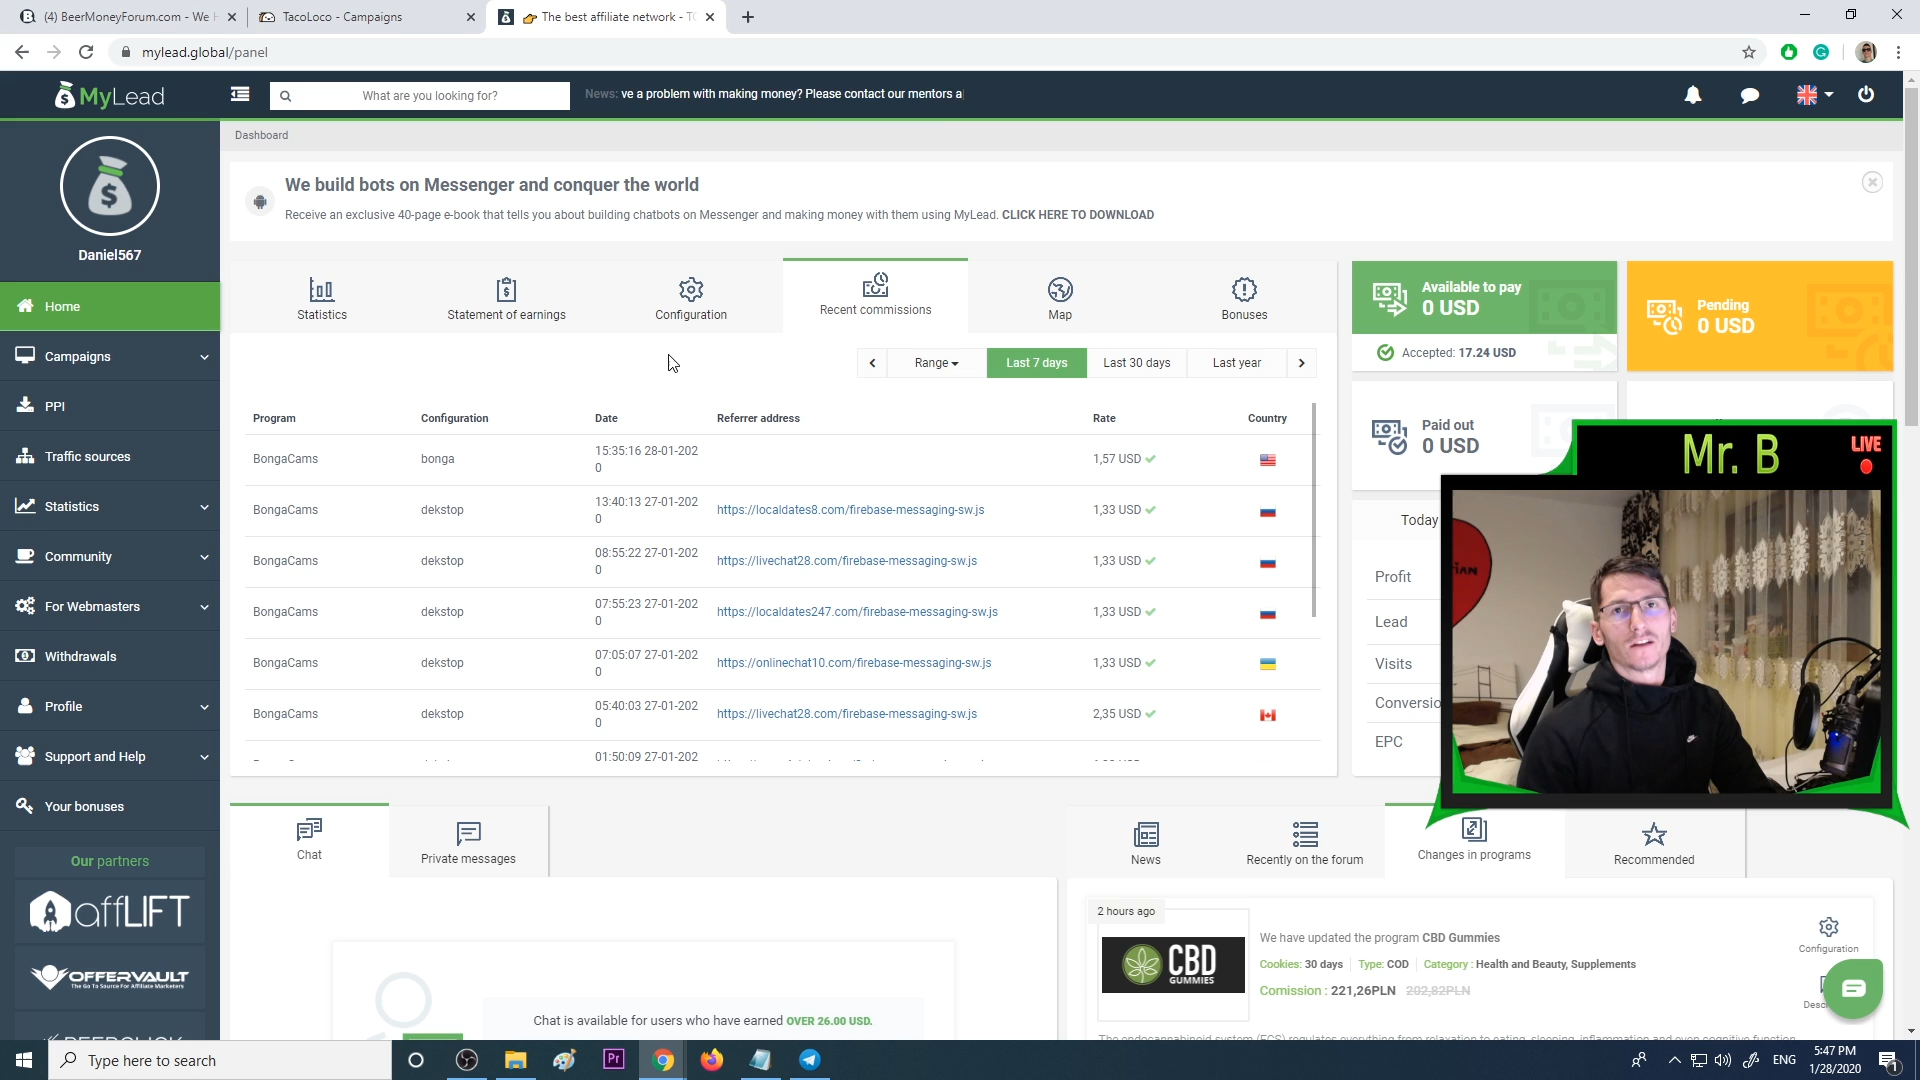 (4) BeerMoneyForum.com - We H
TacoLoco - Campaigns
The best affiliate network - TO
mylead.global/panel
MyLead
What are you looking for?
News: ve a problem with making money? Please contact our mentors a
Dashboard
Daniel567
Home
Campaigns
PPI
Traffic sources
Statistics
Community
For Webmasters
Withdrawals
Profile
Support and Help
Your bonuses
Our partners
affLIFT
OFFERVAULT
The Go To Source For Affiliate Marketers
We build bots on Messenger and conquer the world
Receive an exclusive 40-page e-book that tells you about building chatbots on Messenger and making money with them using MyLead. CLICK HERE TO DOWNLOAD
Statistics
Statement of earnings
Configuration
Recent commissions
Map
Bonuses
Range
Last 7 days
Last 30 days
Last year
Program Configuration Date Referrer address Rate Country
BongaCams bonga 15:35:16 28-01-202 1,57 USD
0
BongaCams dekstop 13:40:13 27-01-202 https://localdates8.com/firebase-messaging-sw.js 1,33 USD
0
BongaCams dekstop 08:55:22 27-01-202 https://livechat28.com/firebase-messaging-sw.js 1,33 USD
0
BongaCams dekstop 07:55:23 27-01-202 https://localdates247.com/firebase-messaging-sw.js 1,33 USD
0
BongaCams dekstop 07:05:07 27-01-202 https://onlinechat10.com/firebase-messaging-sw.js 1,33 USD
0
BongaCams dekstop 05:40:03 27-01-202 https://livechat28.com/firebase-messaging-sw.js 2,35 USD
0
01:50:09 27-01-202
Available to pay
0 USD
Accepted: 17.24 USD
Pending
0 USD
Paid out
0 USD
Today
Profit
Lead
Visits
Conversio
EPC
Mr. B
LIVE
Chat
Private messages
Chat is available for users who have earned OVER 26.00 USD.
News
Recently on the forum
Changes in programs
Recommended
2 hours ago
CBD
GUMMIES
We have updated the program CBD Gummies
Cookies: 30 days Type: COD Category : Health and Beauty, Supplements
Comission : 221,26PLN 202,82PLN
Configuration
Type here to search
Pr
ENG
5:47 PM
1/28/2020
1